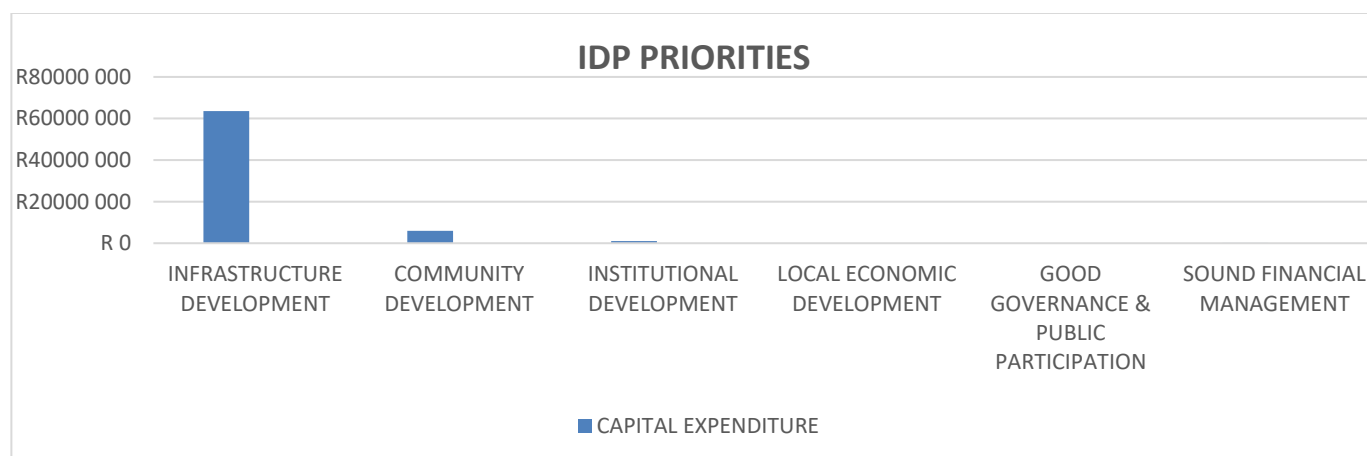 IDP PRIORITIES
R80000 000
R60000 000
R40000 000
R20000 000
R 0
INFRASTRUCTURE
DEVELOPMENT
COMMUNITY
DEVELOPMENT
INSTITUTIONAL
DEVELOPMENT
LOCAL ECONOMIC
DEVELOPMENT
GOOD
GOVERNANCE &
PUBLIC
PARTICIPATION
SOUND FINANCIAL
MANAGEMENT
CAPITAL EXPENDITURE